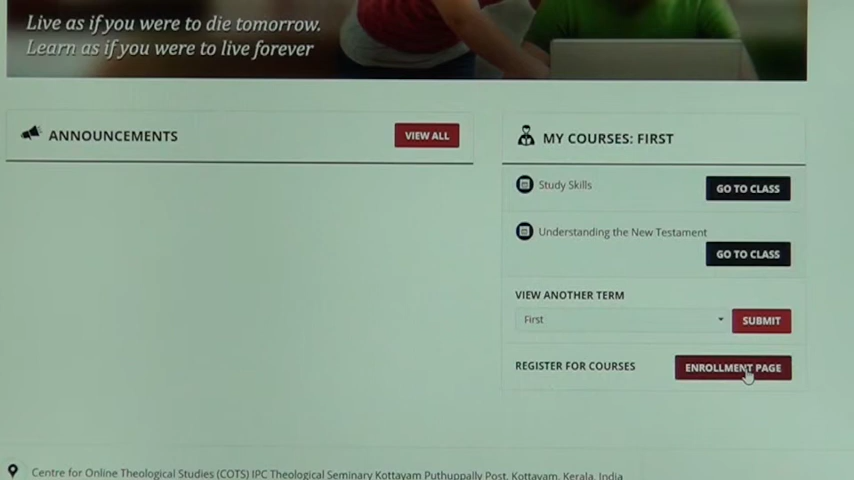 Live as if you were to die tomorrow.
Learn as if you were to live forever
ANNOUNCEMENTS
VIEW ALL
MY COURSES: FIRST
Study Skills
GO TO CLASS
Understanding the New Testament
GO TO CLASS
VIEW ANOTHER TERM
First
SUBMIT
REGISTER FOR COURSES
ENROLLMENT PAGE
Centre for Online Theological Studies (COTS) IPC Theological Seminary Kottayam Puthuppally Post, Kottayam, Kerala, India